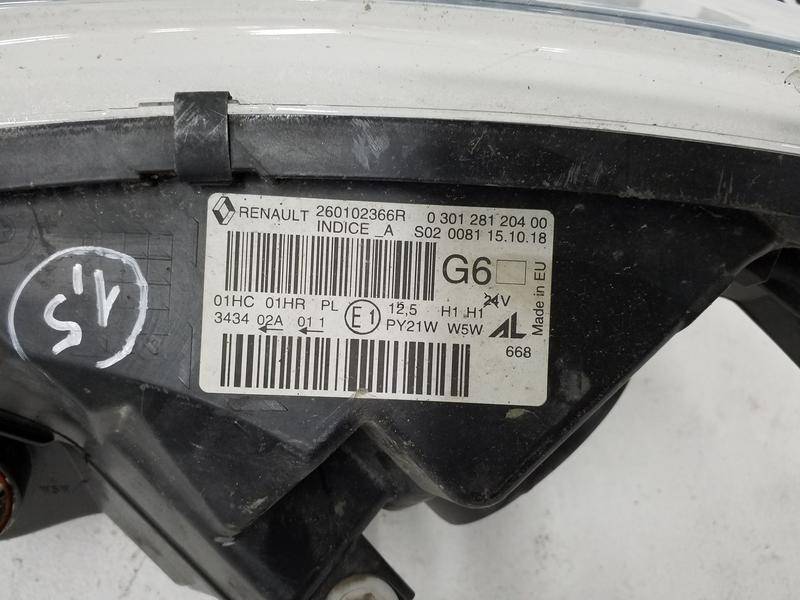 RENAULT 260102366R 0 301 281 204 00
INDICE _A S02 0081 15.10.18
G6
Made in EU
01HC 01HR PL E1 12,5 H1 H1 24V
3434 02A 01 1 PY21W W5W AL
668
1,5